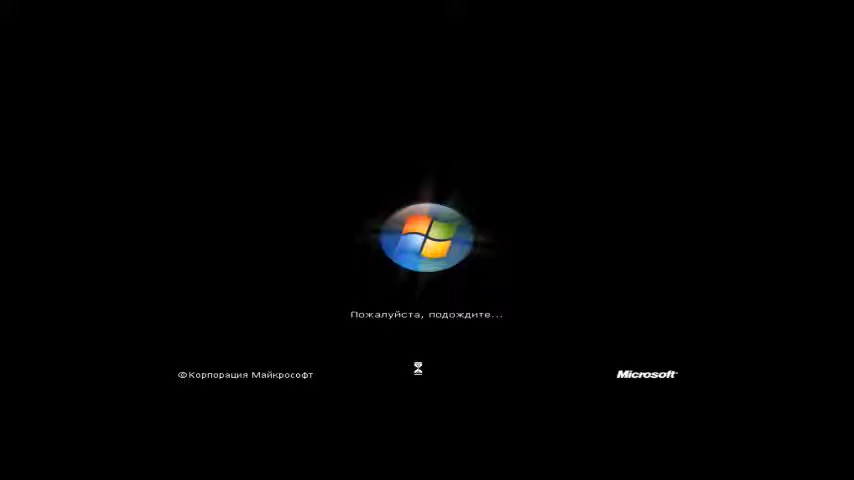 Пожалуйста, подождите...
©Корпорация Майкрософт
Microsoft